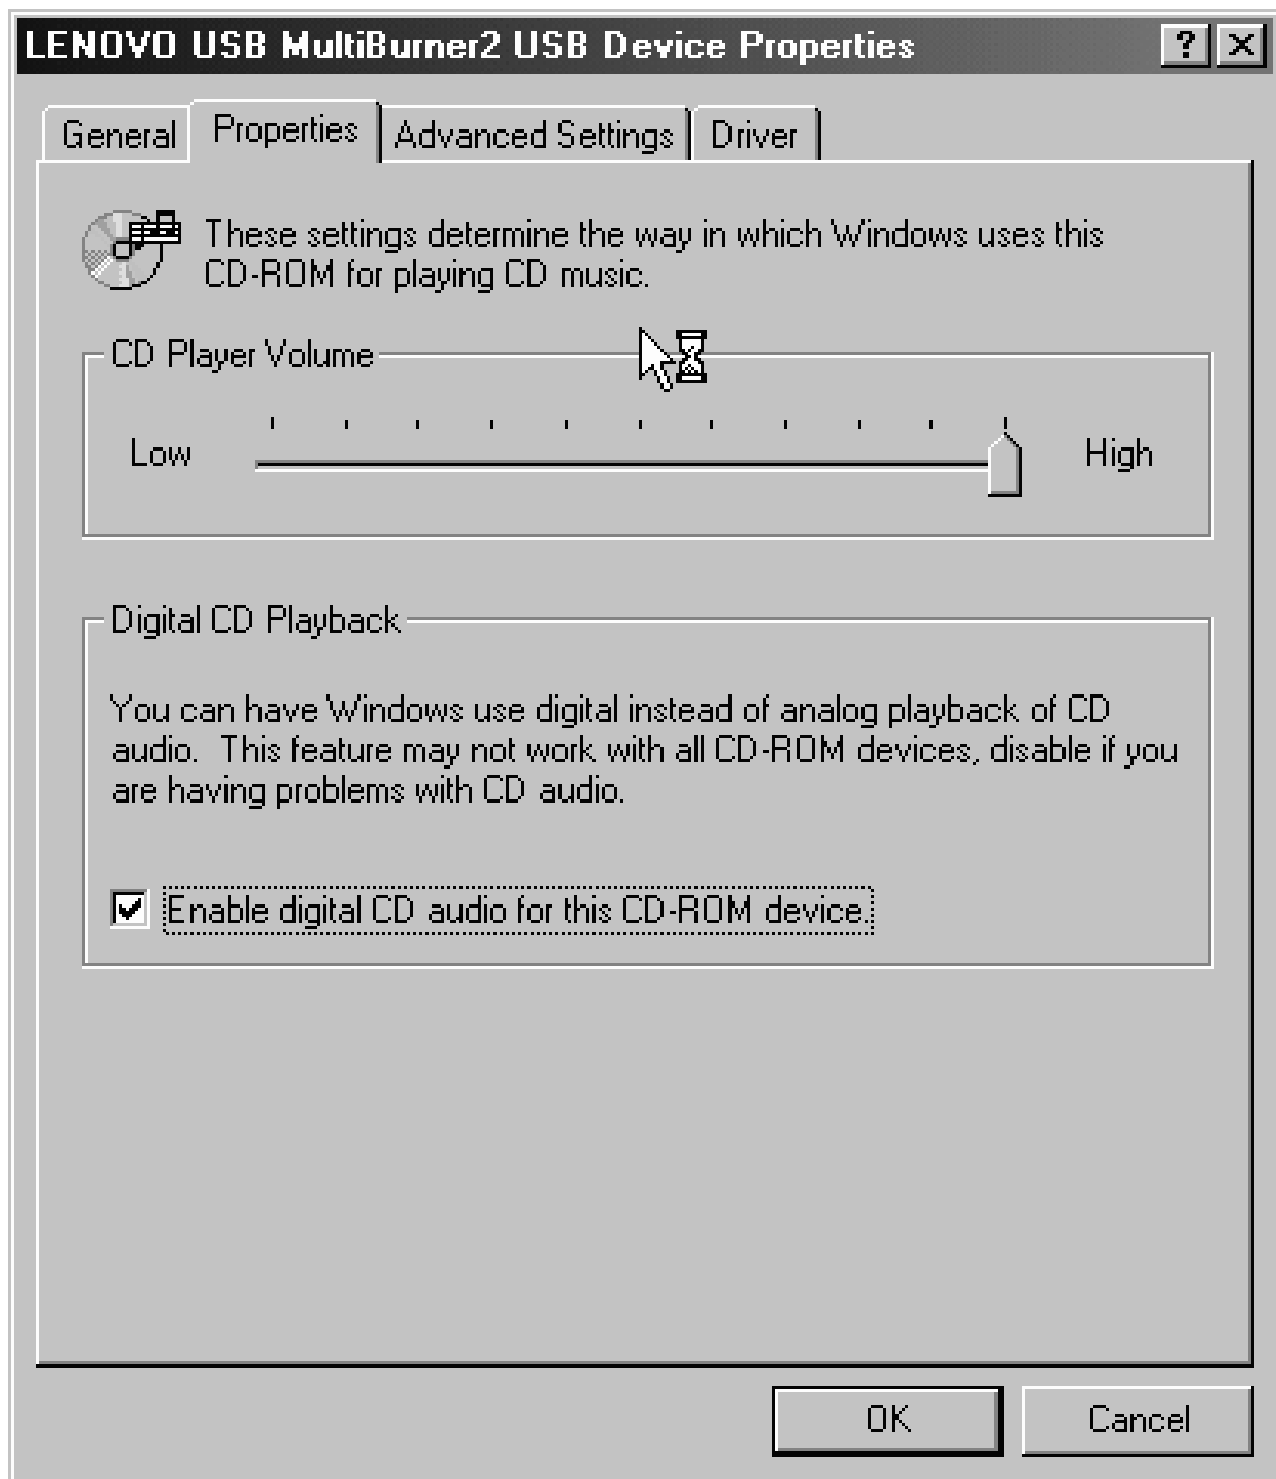 LENOVO USB MultiBurner2 USB Device Properties
General Properties Advanced Settings Driver
These settings determine the way in which Windows uses this
CD-ROM for playing CD music.
CD Player Volume
Low High
Digital CD Playback
You can have Windows use digital instead of analog playback of CD
audio.  This feature may not work with all CD-ROM devices, disable if you
are having problems with CD audio.
Enable digital CD audio for this CD-ROM device.
OK Cancel